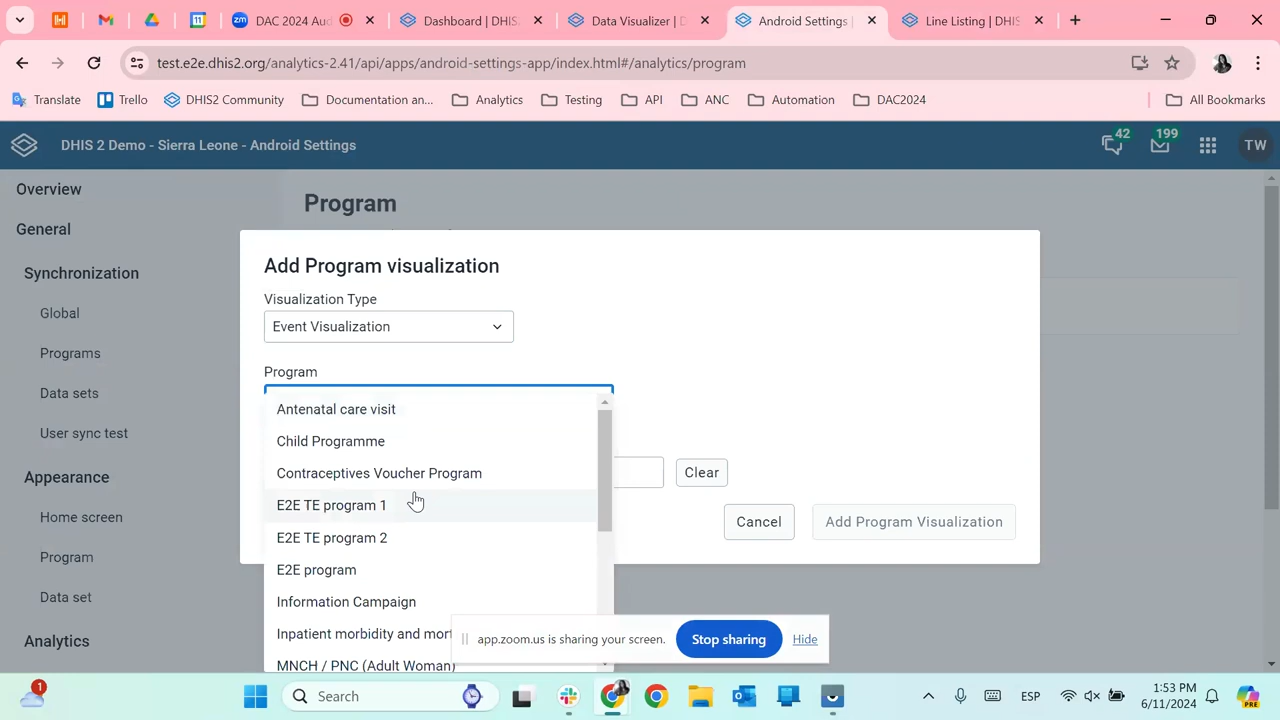 DAC 2024 Aud
Dashboard | DHIS
Data Visualizer | D
Android Settings |
Line Listing | DHIS
test.e2e.dhis2.org/analytics-2.41/api/apps/android-settings-app/index.html#/analytics/program
Translate
Trello
DHIS2 Community
Documentation an...
Analytics
Testing
API
ANC
Automation
DAC2024
All Bookmarks
DHIS 2 Demo - Sierra Leone - Android Settings
42
199
TW
Overview
General
Synchronization
Global
Programs
Data sets
User sync test
Appearance
Home screen
Program
Data set
Analytics
Program
Add Program visualization
Visualization Type
Event Visualization
Program
Antenatal care visit
Child Programme
Contraceptives Voucher Program
E2E TE program 1
E2E TE program 2
E2E program
Information Campaign
Inpatient morbidity and mort
MNCH / PNC (Adult Woman)
Clear
Cancel
Add Program Visualization
app.zoom.us is sharing your screen.
Stop sharing
Hide
1
Search
ESP
1:53 PM
6/11/2024
PRE